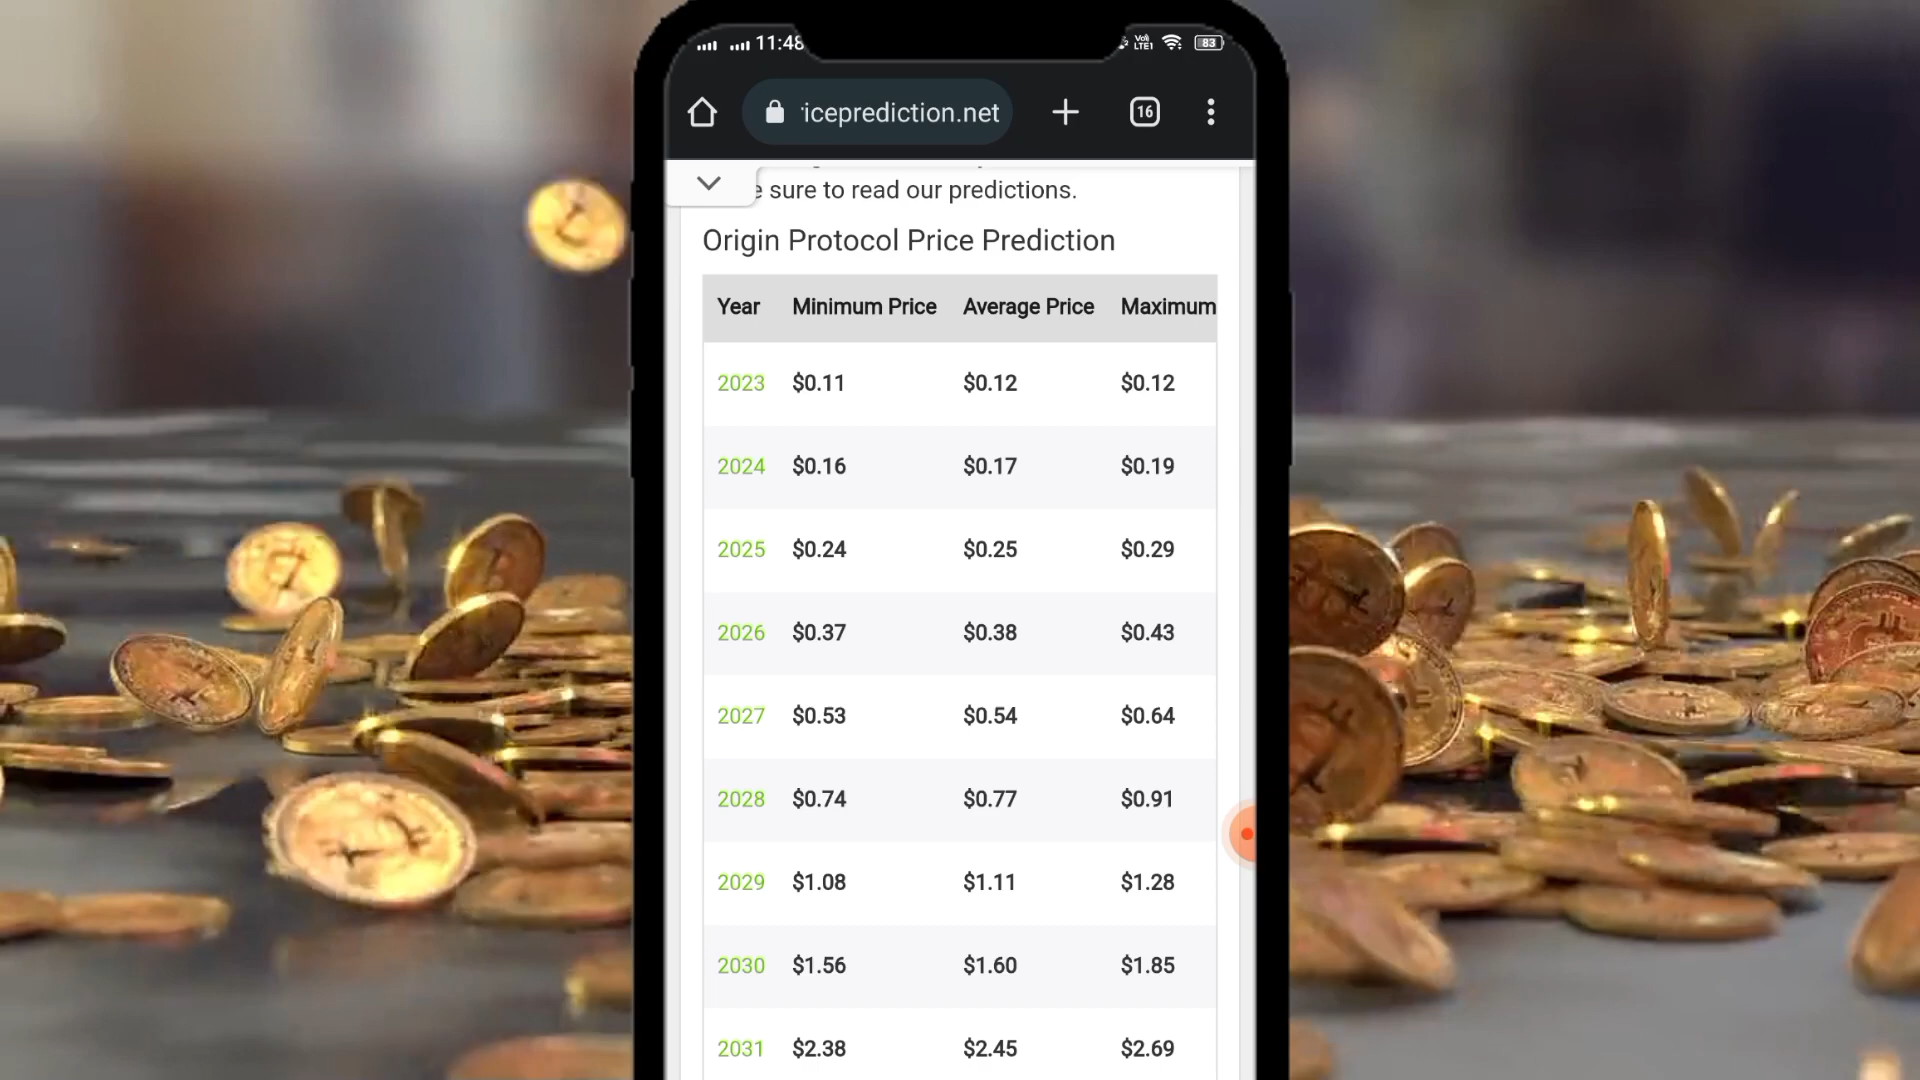 11:48
Vo) LTE1 83
iceprediction.net 16
sure to read our predictions.
Origin Protocol Price Prediction
Year Minimum Price Average Price Maximum
2023 $0.11 $0.12 $0.12
2024 $0.16 $0.17 $0.19
2025 $0.24 $0.25 $0.29
2026 $0.37 $0.38 $0.43
2027 $0.53 $0.54 $0.64
2028 $0.74 $0.77 $0.91
2029 $1.08 $1.11 $1.28
2030 $1.56 $1.60 $1.85
2031 $2.38 $2.45 $2.69